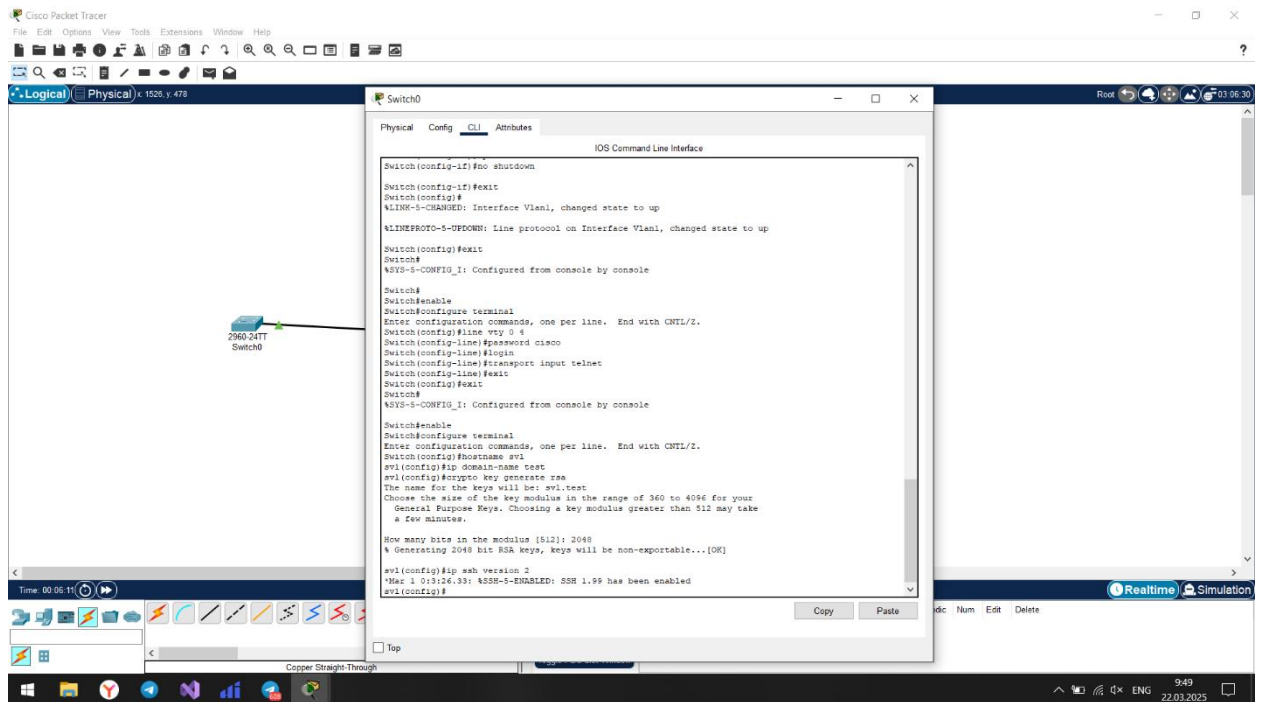 Cisco Packet Tracer
File Edit Options View Tools Extensions Window Help
?
Logical Physical x: 1526, y: 478 Root 03:06:30
Switch0
Physical Config CLI Attributes
IOS Command Line Interface
Switch(config-if)#no shutdown
Switch(config-if)#exit
Switch(config)#
%LINK-5-CHANGED: Interface Vlan1, changed state to up
%LINEPROTO-5-UPDOWN: Line protocol on Interface Vlan1, changed state to up
Switch(config)#exit
Switch#
%SYS-5-CONFIG_I: Configured from console by console
Switch#
Switch#enable
Switch#configure terminal
Enter configuration commands, one per line. End with CNTL/Z.
Switch(config)#line vty 0 4
Switch(config-line)#password cisco
Switch(config-line)#login
Switch(config-line)#transport input telnet
Switch(config-line)#exit
Switch(config)#exit
Switch#
%SYS-5-CONFIG_I: Configured from console by console
Switch#enable
Switch#configure terminal
Enter configuration commands, one per line. End with CNTL/Z.
Switch(config)#hostname sv1
sv1(config)#ip domain-name test
sv1(config)#crypto key generate rsa
The name for the keys will be: sv1.test
Choose the size of the key modulus in the range of 360 to 4096 for your
General Purpose Keys. Choosing a key modulus greater than 512 may take
a few minutes.
How many bits in the modulus [512]: 2048
% Generating 2048 bit RSA keys, keys will be non-exportable...[OK]
sv1(config)#ip ssh version 2
*Mar 1 0:3:26.33: %SSH-5-ENABLED: SSH 1.99 has been enabled
sv1(config)#
Copy Paste
Top
2960-24TT
Switch0
Time: 00:06:11 Realtime Simulation
Num Edit Delete
Copper Straight-Through
ENG 9:49
22.03.2025